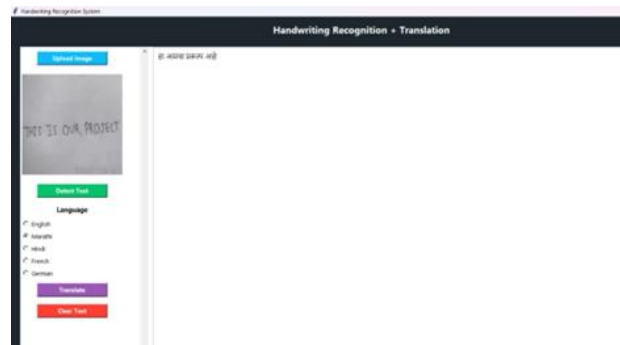 Handwriting Recognition System
Handwriting Recognition + Translation
Upload Image
हा आमचा प्रकल्प आहे
THIS IS OUR PROJECT
Detect Text
Language
English
Marathi
Hindi
French
German
Translate
Clear Text